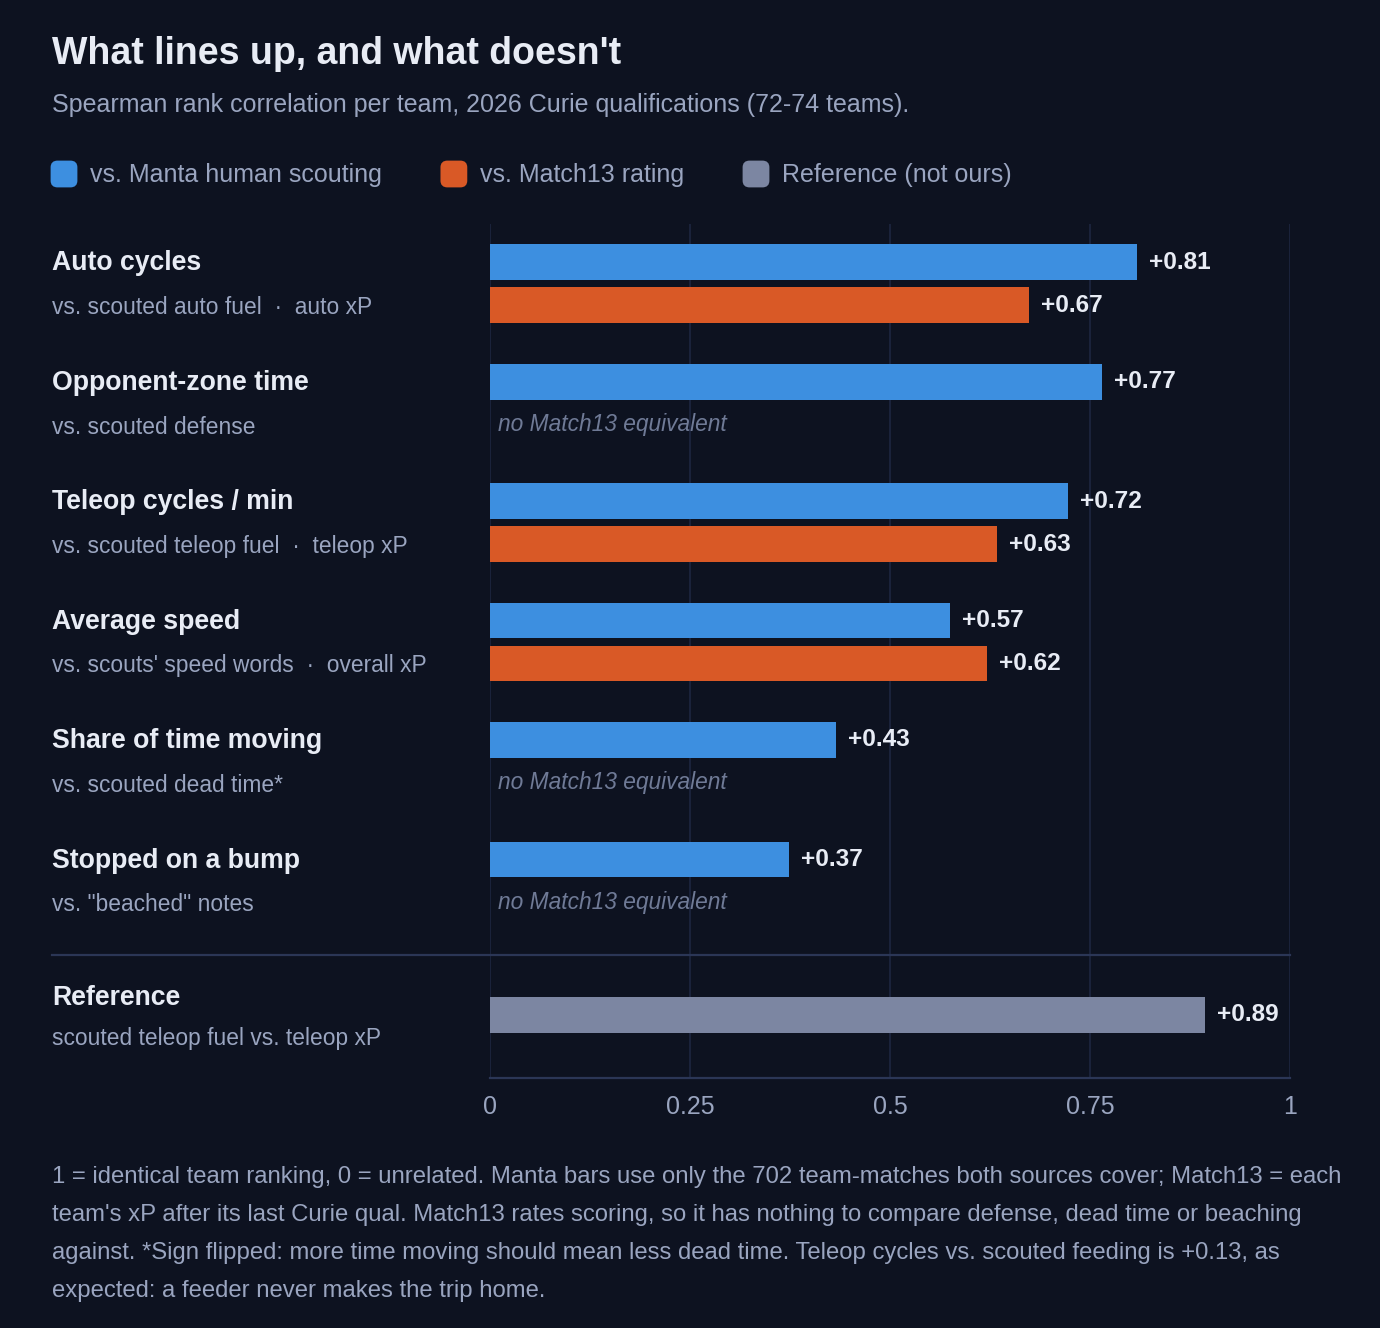 What lines up, and what doesn't
Spearman rank correlation per team, 2026 Curie qualifications (72-74 teams).
vs. Manta human scouting
vs. Match13 rating
Reference (not ours)
Auto cycles
vs. scouted auto fuel · auto xP
+0.81
+0.67
Opponent-zone time
vs. scouted defense
+0.77
no Match13 equivalent
Teleop cycles / min
vs. scouted teleop fuel · teleop xP
+0.72
+0.63
Average speed
vs. scouts' speed words · overall xP
+0.57
+0.62
Share of time moving
vs. scouted dead time*
+0.43
no Match13 equivalent
Stopped on a bump
vs. "beached" notes
+0.37
no Match13 equivalent
Reference
scouted teleop fuel vs. teleop xP
+0.89
0 0.25 0.5 0.75 1
1 = identical team ranking, 0 = unrelated. Manta bars use only the 702 team-matches both sources cover; Match13 = each
team's xP after its last Curie qual. Match13 rates scoring, so it has nothing to compare defense, dead time or beaching
against. *Sign flipped: more time moving should mean less dead time. Teleop cycles vs. scouted feeding is +0.13, as
expected: a feeder never makes the trip home.